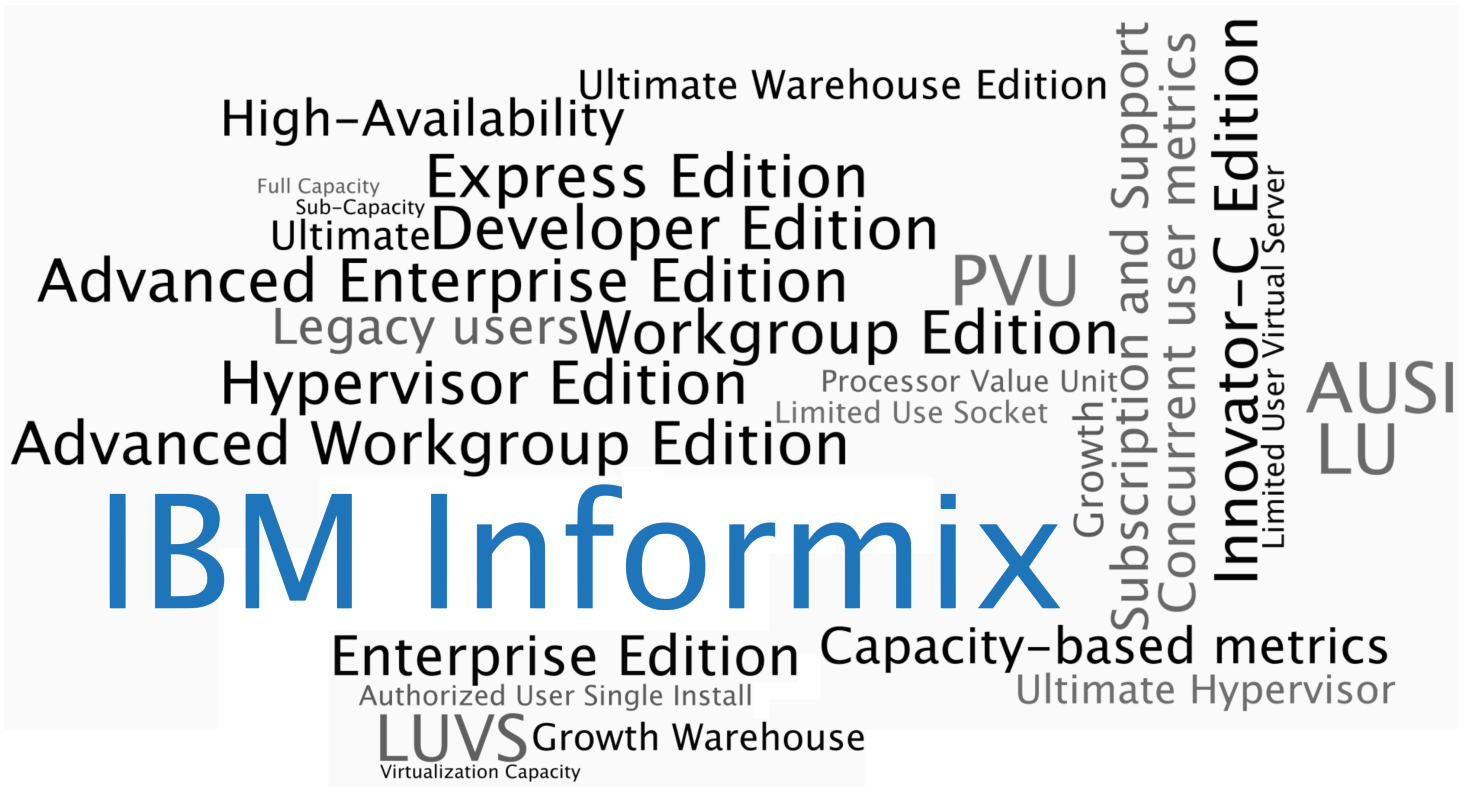 Ultimate Warehouse Edition
High-Availability
Express Edition
Full Capacity
Sub-Capacity
Ultimate
Developer Edition
Advanced Enterprise Edition
PVU
Legacy users
Workgroup Edition
Hypervisor Edition
Processor Value Unit
Limited Use Socket
Advanced Workgroup Edition
IBM Informix
Growth
Subscription and Support
Concurrent user metrics
Innovator-C Edition
Limited User Virtual Server
AUSI
LU
Enterprise Edition
Capacity-based metrics
Authorized User Single Install
Ultimate Hypervisor
LUVS
Growth Warehouse
Virtualization Capacity